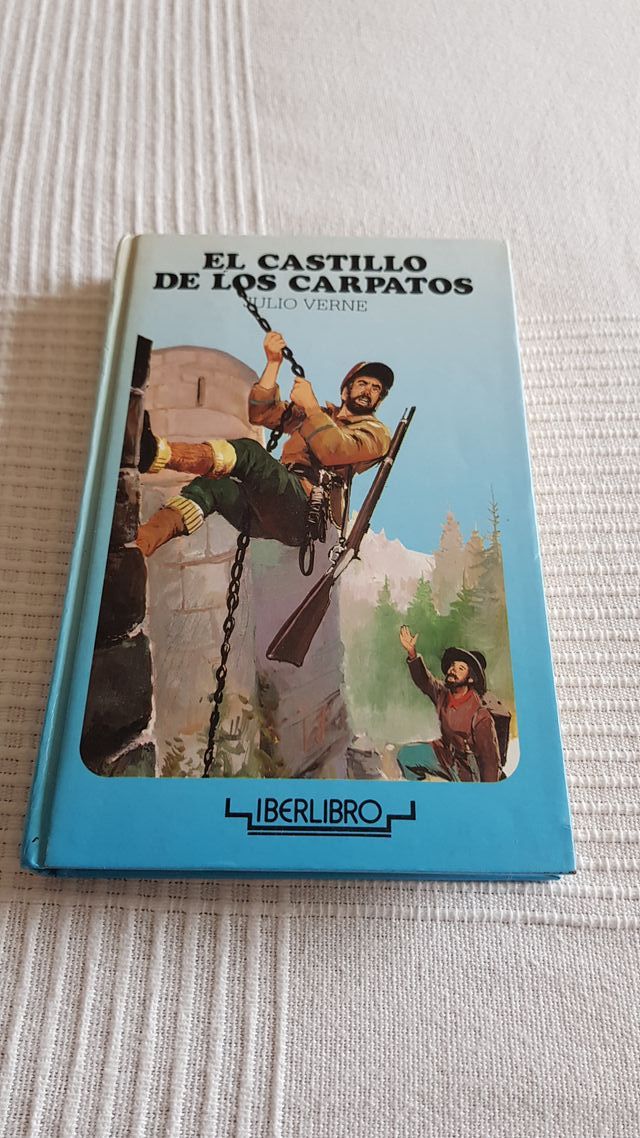 EL CASTILLO
DE LOS CARPATOS
JULIO VERNE
IBERLIBRO